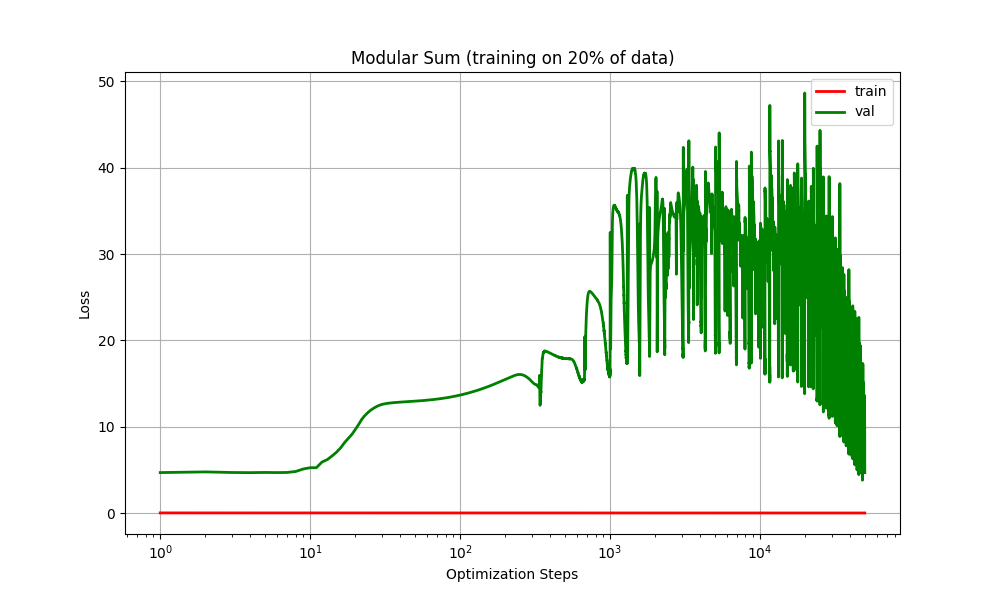 Modular Sum (training on 20% of data)
train
val
50
40
30
20
10
0
Loss
10⁰
10¹
10²
10³
10⁴
Optimization Steps